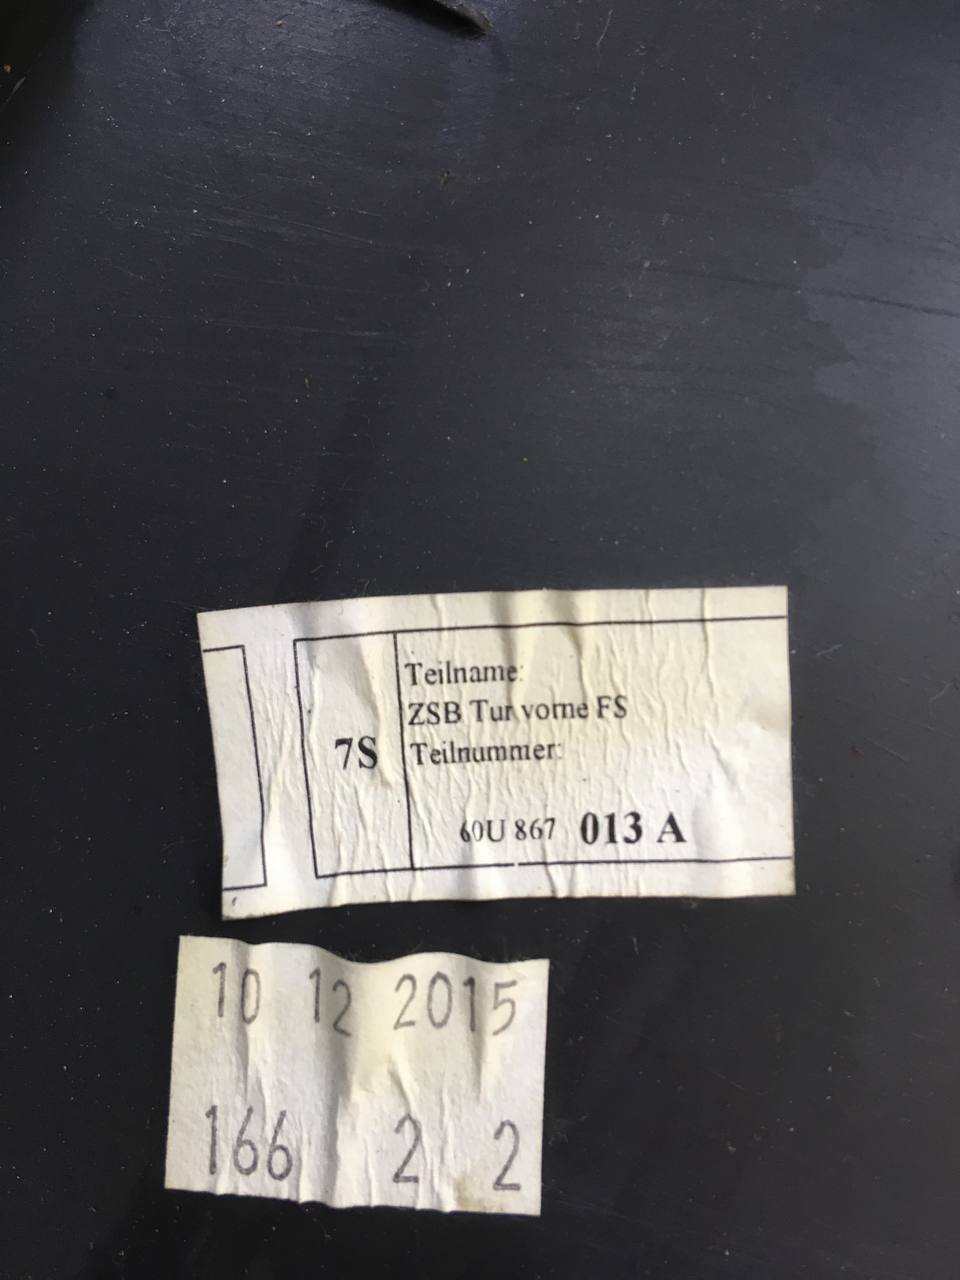 7S
Teilname:
ZSB Tur vorne FS
Teilnummer:
60U 867 013 A
10 12 2015
166 2 2